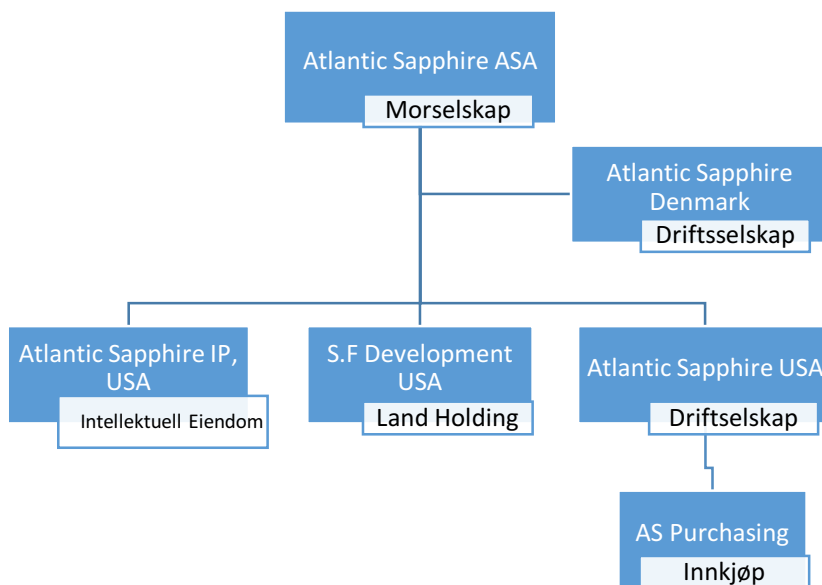 Atlantic Sapphire ASA
Morselskap
Atlantic Sapphire
Denmark
Driftsselskap
Atlantic Sapphire IP,
USA
Intellektuell Eiendom
S.F Development
USA
Land Holding
Atlantic Sapphire USA
Driftselskap
AS Purchasing
Innkjøp